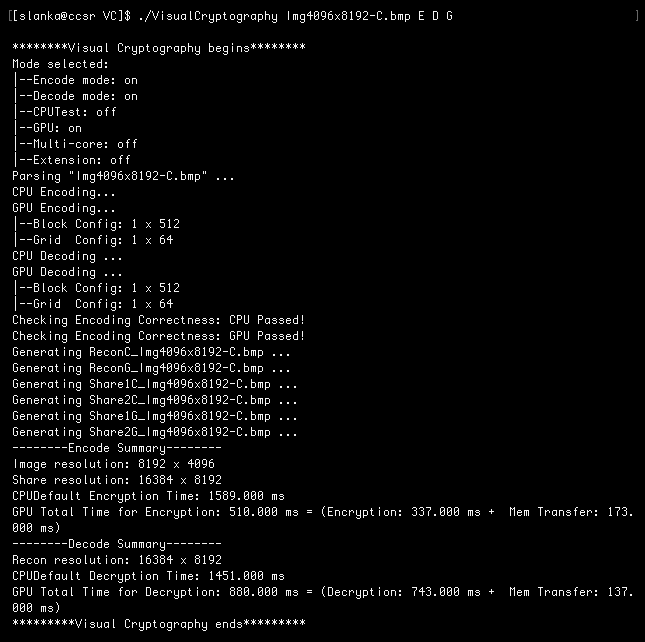 [[slanka@ccsr VC]$ ./VisualCryptography Img4096x8192-C.bmp E D G ]
********Visual Cryptography begins********
Mode selected:
|--Encode mode: on
|--Decode mode: on
|--CPUTest: off
|--GPU: on
|--Multi-core: off
|--Extension: off
Parsing "Img4096x8192-C.bmp" ...
CPU Encoding...
GPU Encoding...
|--Block Config: 1 x 512
|--Grid  Config: 1 x 64
CPU Decoding ...
GPU Decoding ...
|--Block Config: 1 x 512
|--Grid  Config: 1 x 64
Checking Encoding Correctness: CPU Passed!
Checking Encoding Correctness: GPU Passed!
Generating ReconC_Img4096x8192-C.bmp ...
Generating ReconG_Img4096x8192-C.bmp ...
Generating Share1C_Img4096x8192-C.bmp ...
Generating Share2C_Img4096x8192-C.bmp ...
Generating Share1G_Img4096x8192-C.bmp ...
Generating Share2G_Img4096x8192-C.bmp ...
--------Encode Summary--------
Image resolution: 8192 x 4096
Share resolution: 16384 x 8192
CPUDefault Encryption Time: 1589.000 ms
GPU Total Time for Encryption: 510.000 ms = (Encryption: 337.000 ms +  Mem Transfer: 173.
000 ms)
--------Decode Summary--------
Recon resolution: 16384 x 8192
CPUDefault Decryption Time: 1451.000 ms
GPU Total Time for Decryption: 880.000 ms = (Decryption: 743.000 ms +  Mem Transfer: 137.
000 ms)
*********Visual Cryptography ends*********